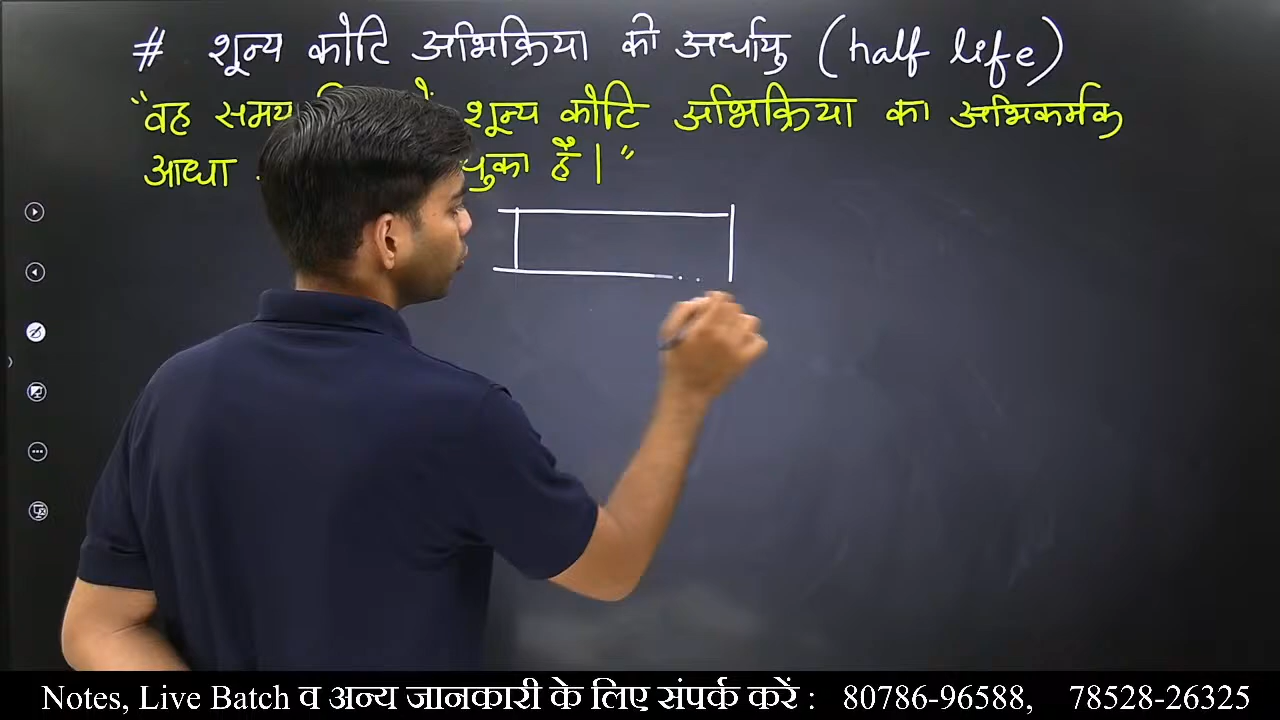 # शून्य कोटि अभिक्रिया की अर्धायु (half life)
"वह समय में शून्य कोटि अभिक्रिया का अभिकर्मक
आधा चुका है।"
Notes, Live Batch व अन्य जानकारी के लिए संपर्क करें : 80786-96588, 78528-26325